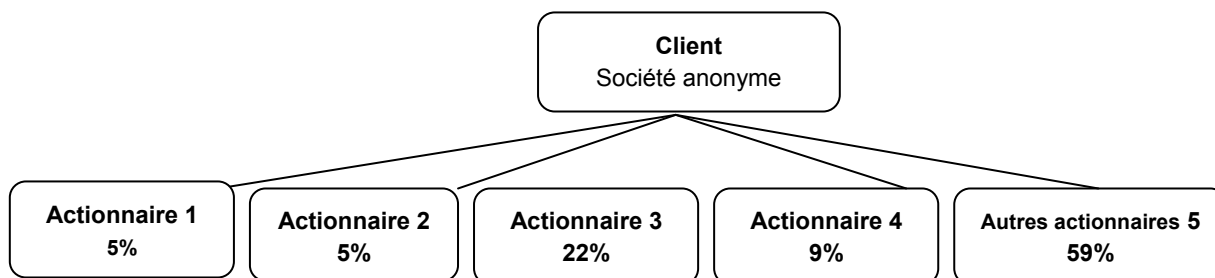 Client
Société anonyme
Actionnaire 1
5%
Actionnaire 2
5%
Actionnaire 3
22%
Actionnaire 4
9%
Autres actionnaires 5
59%